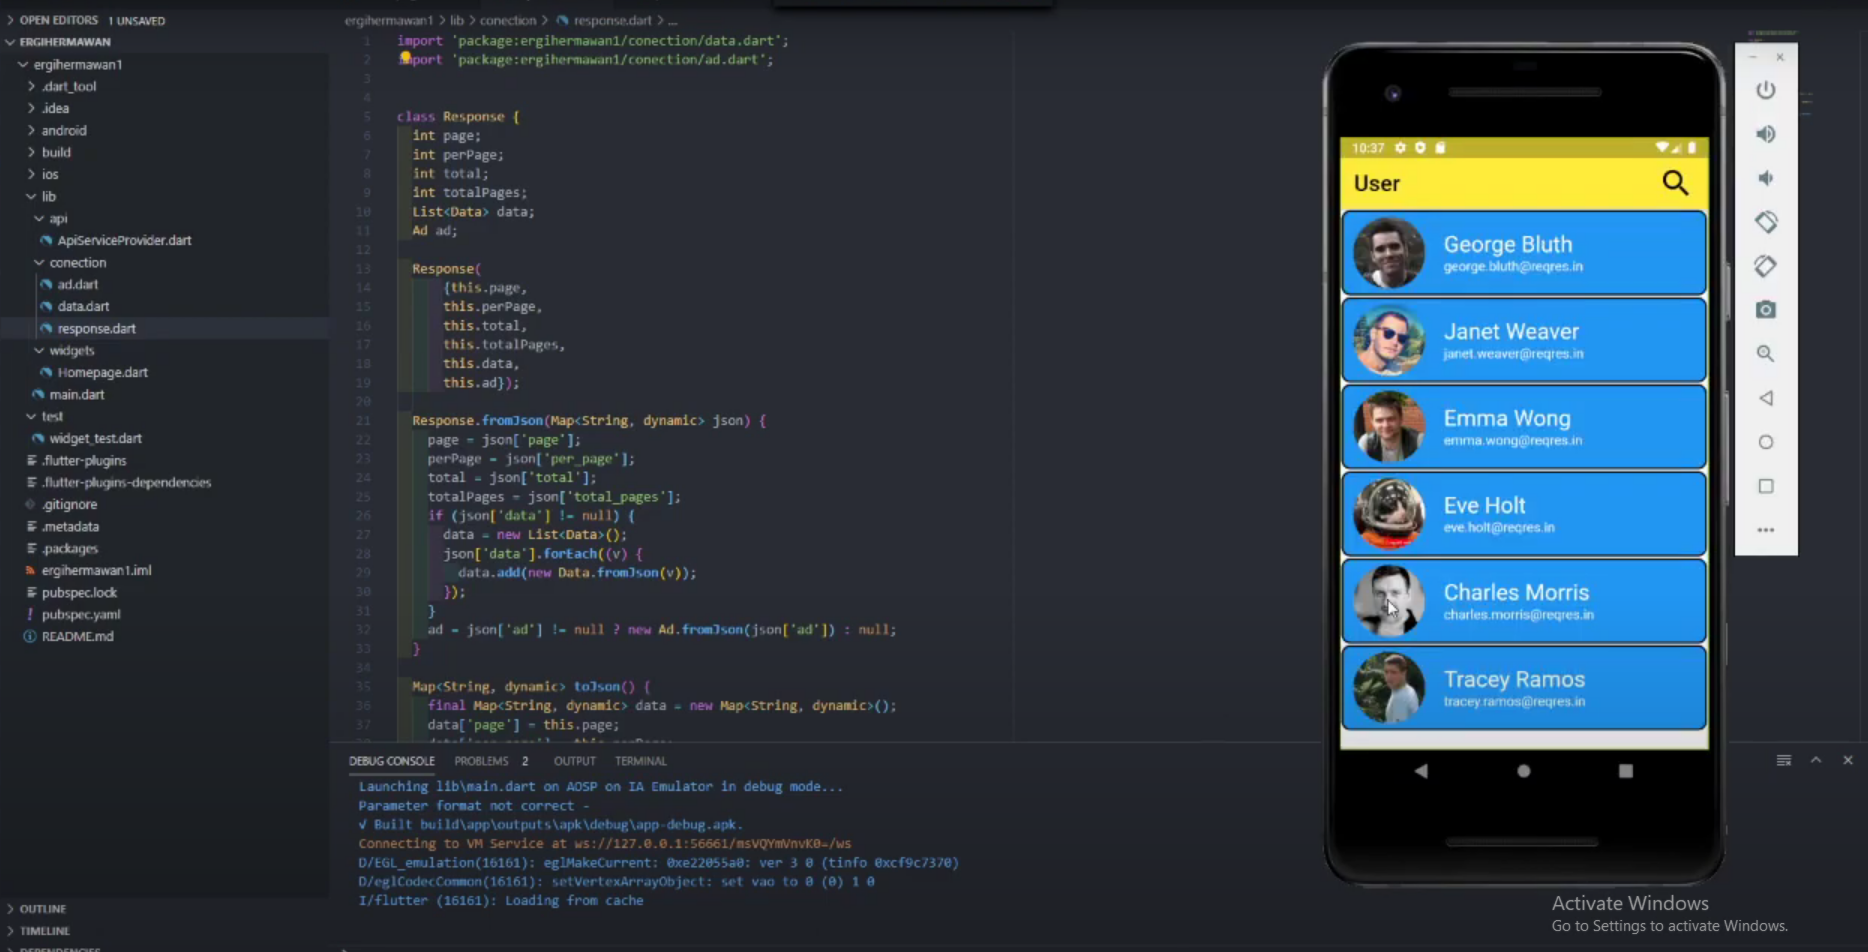 OPEN EDITORS 1 UNSAVED
ERGIHERMAWAN
ergihermawan1
.dart_tool
.idea
android
build
ios
lib
api
ApiServiceProvider.dart
conection
ad.dart
data.dart
response.dart
widgets
Homepage.dart
main.dart
test
widget_test.dart
.flutter-plugins
.flutter-plugins-dependencies
.gitignore
.metadata
.packages
ergihermawan1.iml
pubspec.lock
pubspec.yaml
README.md
OUTLINE
TIMELINE
DEPENDENCIES
ergihermawan1 > lib > conection > response.dart > ...
1 import 'package:ergihermawan1/conection/data.dart';
2 import 'package:ergihermawan1/conection/ad.dart';
3
4
5 class Response {
6 int page;
7 int perPage;
8 int total;
9 int totalPages;
10 List<Data> data;
11 Ad ad;
12
13 Response(
14 {this.page,
15 this.perPage,
16 this.total,
17 this.totalPages,
18 this.data,
19 this.ad});
20
21 Response.fromJson(Map<String, dynamic> json) {
22 page = json['page'];
23 perPage = json['per_page'];
24 total = json['total'];
25 totalPages = json['total_pages'];
26 if (json['data'] != null) {
27 data = new List<Data>();
28 json['data'].forEach((v) {
29 data.add(new Data.fromJson(v));
30 });
31 }
32 ad = json['ad'] != null ? new Ad.fromJson(json['ad']) : null;
33 }
34
35 Map<String, dynamic> toJson() {
36 final Map<String, dynamic> data = new Map<String, dynamic>();
37 data['page'] = this.page;
DEBUG CONSOLE PROBLEMS 2 OUTPUT TERMINAL
Launching lib\main.dart on AOSP on IA Emulator in debug mode...
Parameter format not correct -
√ Built build\app\outputs\apk\debug\app-debug.apk.
Connecting to VM Service at ws://127.0.0.1:56661/msVQYmVnvK0=/ws
D/EGL_emulation(16161): eglMakeCurrent: 0xe22055a0: ver 3 0 (tinfo 0xcf9c7370)
D/eglCodecCommon(16161): setVertexArrayObject: set vao to 0 (0) 1 0
I/flutter (16161): Loading from cache
10:37
User
George Bluth
george.bluth@reqres.in
Janet Weaver
janet.weaver@reqres.in
Emma Wong
emma.wong@reqres.in
Eve Holt
eve.holt@reqres.in
Charles Morris
charles.morris@reqres.in
Tracey Ramos
tracey.ramos@reqres.in
Activate Windows
Go to Settings to activate Windows.